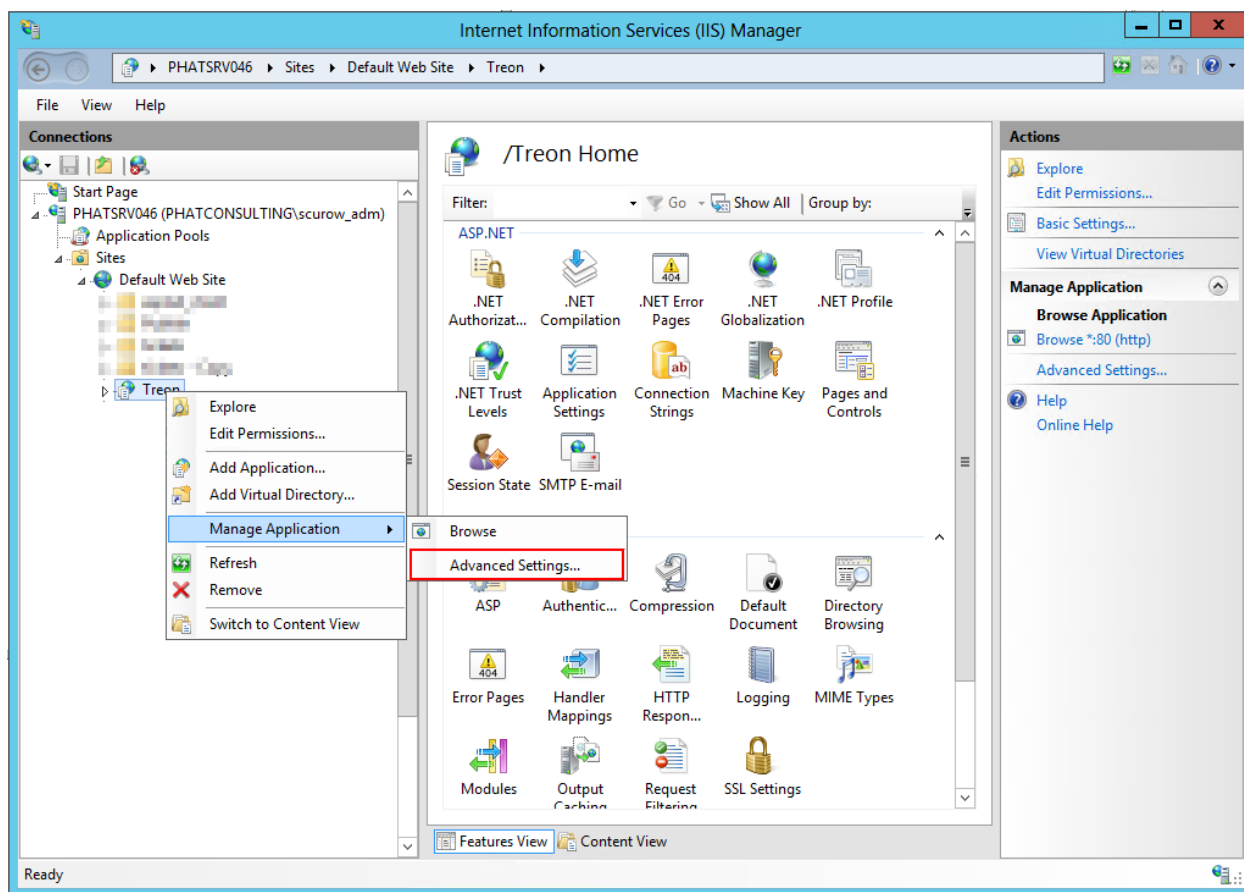 Internet Information Services (IIS) Manager
PHATSRV046 Sites Default Web Site Treon
File View Help
Connections
Start Page
PHATSRV046 (PHATCONSULTING\scurow_adm)
Application Pools
Sites
Default Web Site
Treon
Explore
Edit Permissions...
Add Application...
Add Virtual Directory...
Manage Application
Refresh
Remove
Switch to Content View
Browse
Advanced Settings...
/Treon Home
Filter: Go Show All Group by:
ASP.NET
.NET Authorizat...
.NET Compilation
.NET Error Pages
.NET Globalization
.NET Profile
.NET Trust Levels
Application Settings
Connection Strings
Machine Key
Pages and Controls
Session State
SMTP E-mail
ASP
Authentic...
Compression
Default Document
Directory Browsing
Error Pages
Handler Mappings
HTTP Respon...
Logging
MIME Types
Modules
Output Caching
Request Filtering
SSL Settings
Features View Content View
Actions
Explore
Edit Permissions...
Basic Settings...
View Virtual Directories
Manage Application
Browse Application
Browse *:80 (http)
Advanced Settings...
Help
Online Help
Ready